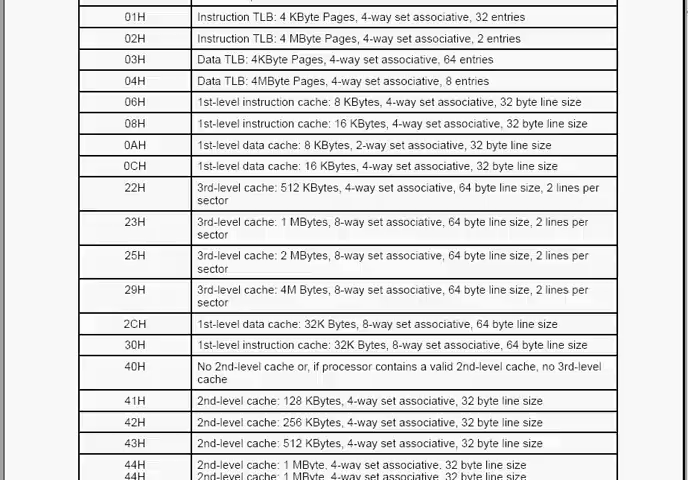 01H Instruction TLB: 4 KByte Pages, 4-way set associative, 32 entries
02H Instruction TLB: 4 MByte Pages, 4-way set associative, 2 entries
03H Data TLB: 4KByte Pages, 4-way set associative, 64 entries
04H Data TLB: 4MByte Pages, 4-way set associative, 8 entries
06H 1st-level instruction cache: 8 KBytes, 4-way set associative, 32 byte line size
08H 1st-level instruction cache: 16 KBytes, 4-way set associative, 32 byte line size
0AH 1st-level data cache: 8 KBytes, 2-way set associative, 32 byte line size
0CH 1st-level data cache: 16 KBytes, 4-way set associative, 32 byte line size
22H 3rd-level cache: 512 KBytes, 4-way set associative, 64 byte line size, 2 lines per
sector
23H 3rd-level cache: 1 MBytes, 8-way set associative, 64 byte line size, 2 lines per
sector
25H 3rd-level cache: 2 MBytes, 8-way set associative, 64 byte line size, 2 lines per
sector
29H 3rd-level cache: 4M Bytes, 8-way set associative, 64 byte line size, 2 lines per
sector
2CH 1st-level data cache: 32K Bytes, 8-way set associative, 64 byte line size
30H 1st-level instruction cache: 32K Bytes, 8-way set associative, 64 byte line size
40H No 2nd-level cache or, if processor contains a valid 2nd-level cache, no 3rd-level
cache
41H 2nd-level cache: 128 KBytes, 4-way set associative, 32 byte line size
42H 2nd-level cache: 256 KBytes, 4-way set associative, 32 byte line size
43H 2nd-level cache: 512 KBytes, 4-way set associative, 32 byte line size
44H 2nd-level cache: 1 MByte, 4-way set associative, 32 byte line size
44H 2nd-level cache: 1 MByte, 4-way set associative, 32 byte line size